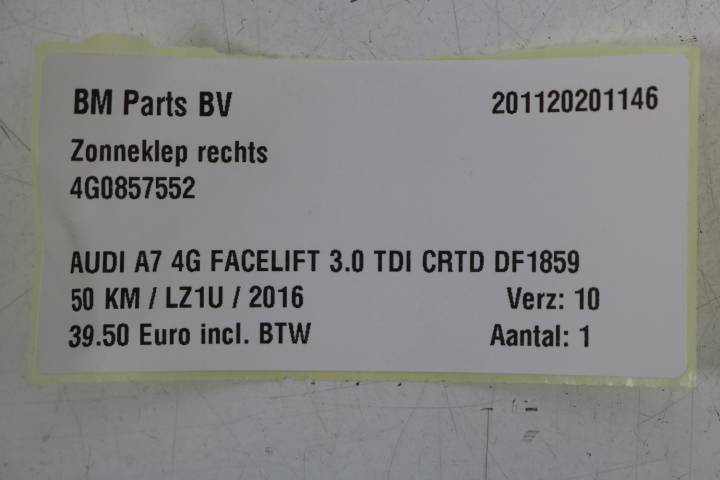 BM Parts BV 201120201146
Zonneklep rechts
4G0857552
AUDI A7 4G FACELIFT 3.0 TDI CRTD DF1859
50 KM / LZ1U / 2016 Verz: 10
39.50 Euro incl. BTW Aantal: 1